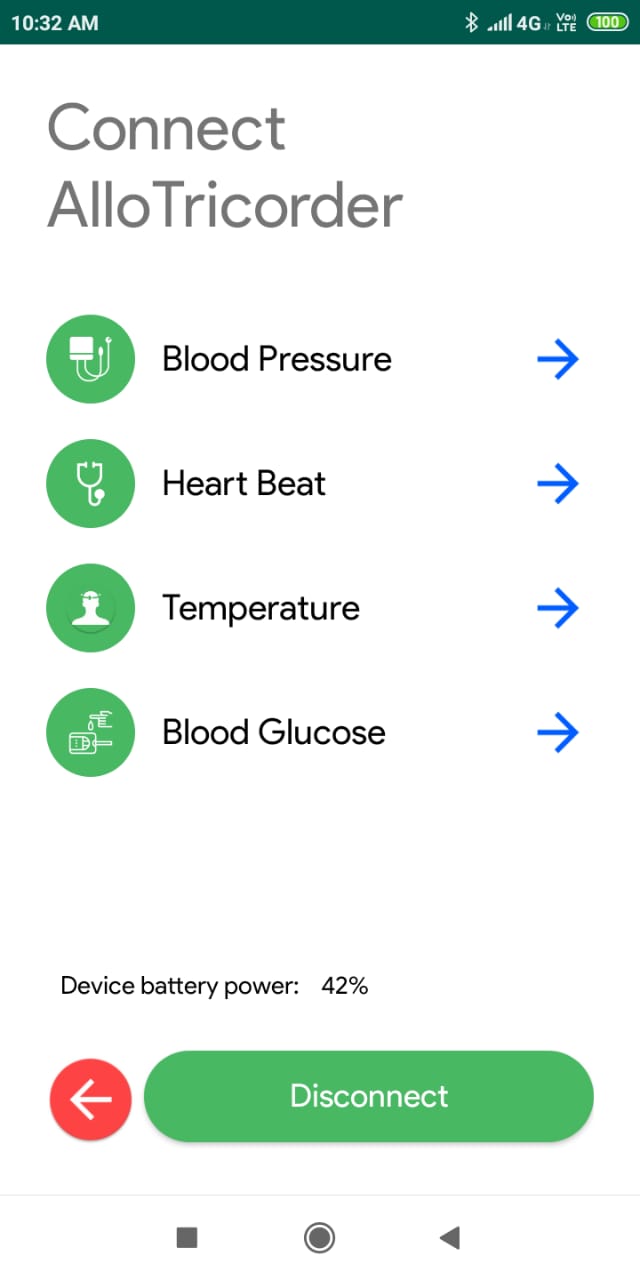 10:32 AM 4G Vo)) LTE 100
Connect
AlloTricorder
Blood Pressure
Heart Beat
Temperature
Blood Glucose
Device battery power: 42%
Disconnect